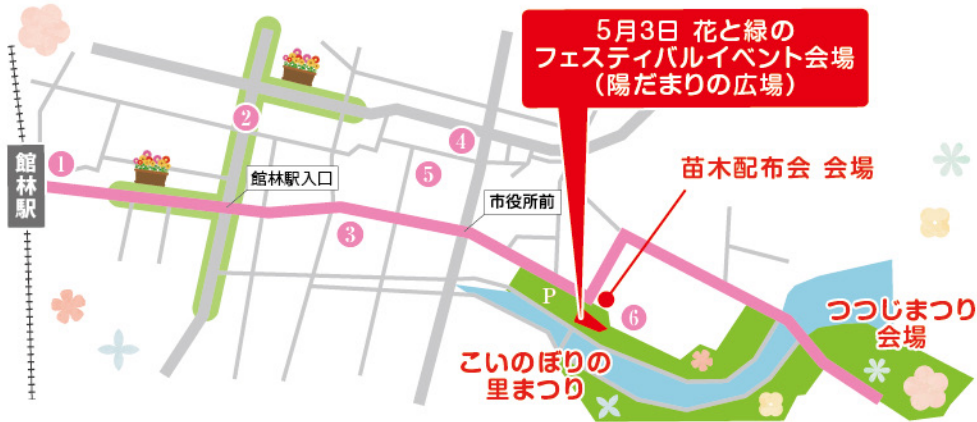 5月3日 花と緑の
フェスティバルイベント会場
（陽だまりの広場）
2
4
1
館林駅
5
苗木配布会 会場
館林駅入口
市役所前
3
P
6
つつじまつり
会場
こいのぼりの
里まつり